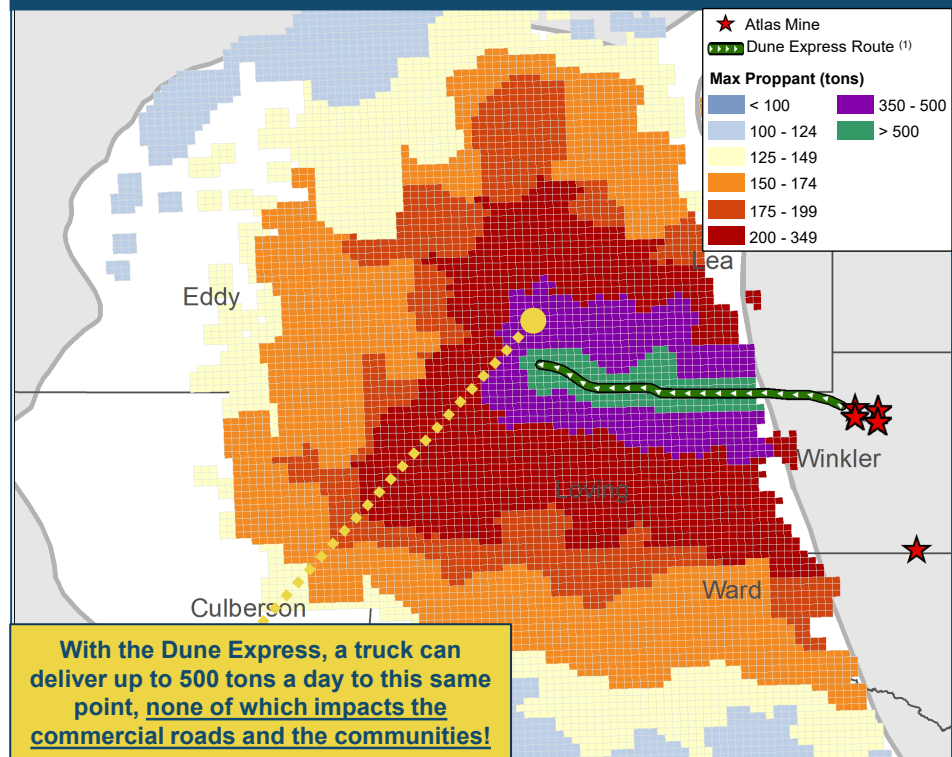 Atlas Mine
Dune Express Route (1)
Max Proppant (tons)
< 100
350 - 500
100 - 124
> 500
125 - 149
150 - 174
175 - 199
200 - 349
Lea
Eddy
Winkler
Loving
Ward
Culberson
With the Dune Express, a truck can
deliver up to 500 tons a day to this same
point, none of which impacts the
commercial roads and the communities!